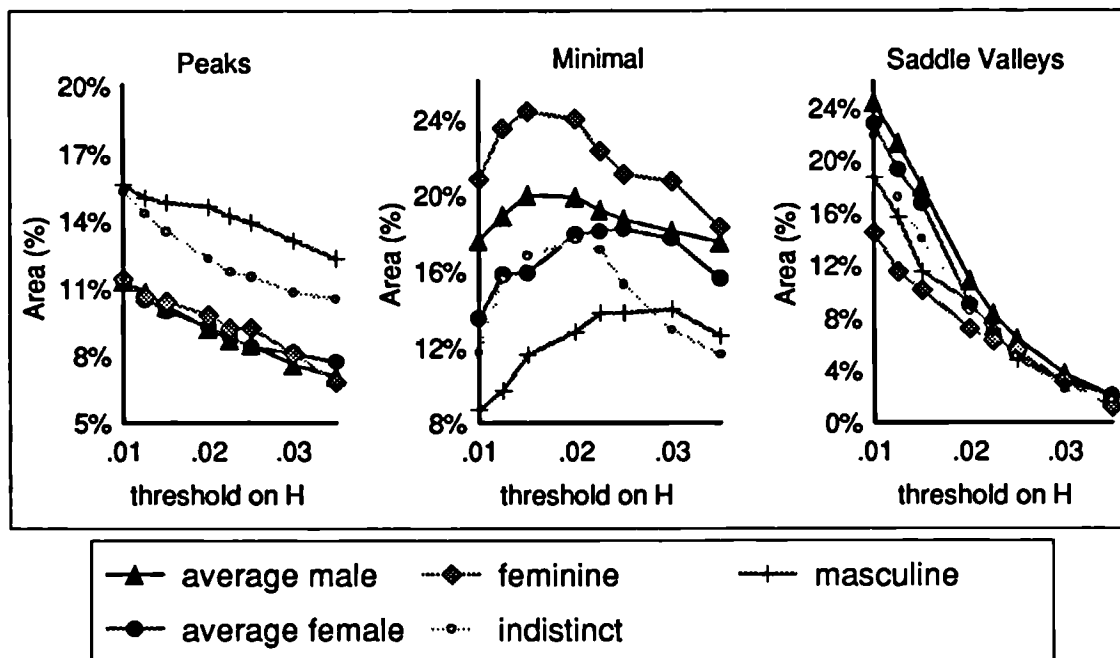 Peaks
Minimal
Saddle Valleys
20%
17%
14%
11%
8%
5%
Area (%)
.01 .02 .03
threshold on H
24%
20%
16%
12%
8%
Area (%)
.01 .02 .03
threshold on H
24%
20%
16%
12%
8%
4%
0%
Area (%)
.01 .02 .03
threshold on H
average male feminine masculine
average female indistinct